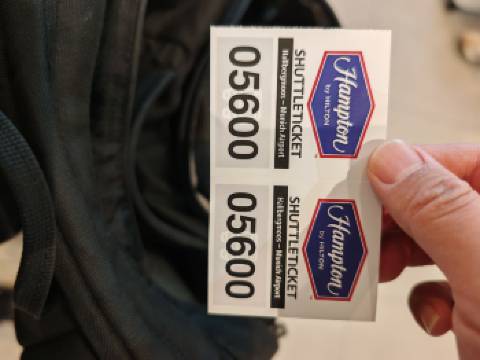 Hampton
by HILTON
SHUTTLETICKET
Hallbergmoos – Munich Airport
05600
Hampton
by HILTON
SHUTTLETICKET
Hallbergmoos – Munich Airport
05600